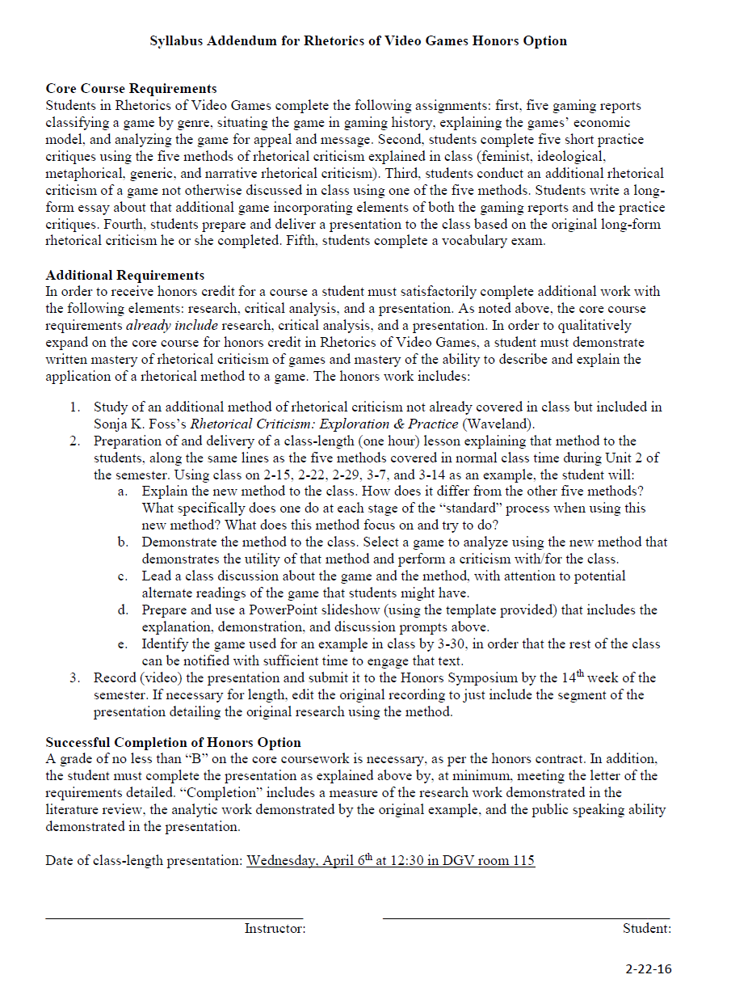 Syllabus Addendum for Rhetorics of Video Games Honors Option
Core Course Requirements
Students in Rhetorics of Video Games complete the following assignments: first, five gaming reports
classifying a game by genre, situating the game in gaming history, explaining the games’ economic
model, and analyzing the game for appeal and message. Second, students complete five short practice
critiques using the five methods of rhetorical criticism explained in class (feminist, ideological,
metaphorical, generic, and narrative rhetorical criticism). Third, students conduct an additional rhetorical
criticism of a game not otherwise discussed in class using one of the five methods. Students write a long-
form essay about that additional game incorporating elements of both the gaming reports and the practice
critiques. Fourth, students prepare and deliver a presentation to the class based on the original long-form
rhetorical criticism he or she completed. Fifth, students complete a vocabulary exam.
Additional Requirements
In order to receive honors credit for a course a student must satisfactorily complete additional work with
the following elements: research, critical analysis, and a presentation. As noted above, the core course
requirements already include research, critical analysis, and a presentation. In order to qualitatively
expand on the core course for honors credit in Rhetorics of Video Games, a student must demonstrate
written mastery of rhetorical criticism of games and mastery of the ability to describe and explain the
application of a rhetorical method to a game. The honors work includes:
1. Study of an additional method of rhetorical criticism not already covered in class but included in
Sonja K. Foss’s Rhetorical Criticism: Exploration & Practice (Waveland).
2. Preparation of and delivery of a class-length (one hour) lesson explaining that method to the
students, along the same lines as the five methods covered in normal class time during Unit 2 of
the semester. Using class on 2-15, 2-22, 2-29, 3-7, and 3-14 as an example, the student will:
a. Explain the new method to the class. How does it differ from the other five methods?
What specifically does one do at each stage of the “standard” process when using this
new method? What does this method focus on and try to do?
b. Demonstrate the method to the class. Select a game to analyze using the new method that
demonstrates the utility of that method and perform a criticism with/for the class.
c. Lead a class discussion about the game and the method, with attention to potential
alternate readings of the game that students might have.
d. Prepare and use a PowerPoint slideshow (using the template provided) that includes the
explanation, demonstration, and discussion prompts above.
e. Identify the game used for an example in class by 3-30, in order that the rest of the class
can be notified with sufficient time to engage that text.
3. Record (video) the presentation and submit it to the Honors Symposium by the 14th week of the
semester. If necessary for length, edit the original recording to just include the segment of the
presentation detailing the original research using the method.
Successful Completion of Honors Option
A grade of no less than “B” on the core coursework is necessary, as per the honors contract. In addition,
the student must complete the presentation as explained above by, at minimum, meeting the letter of the
requirements detailed. “Completion” includes a measure of the research work demonstrated in the
literature review, the analytic work demonstrated by the original example, and the public speaking ability
demonstrated in the presentation.
Date of class-length presentation: Wednesday, April 6th at 12:30 in DGV room 115
Instructor: Student:
2-22-16